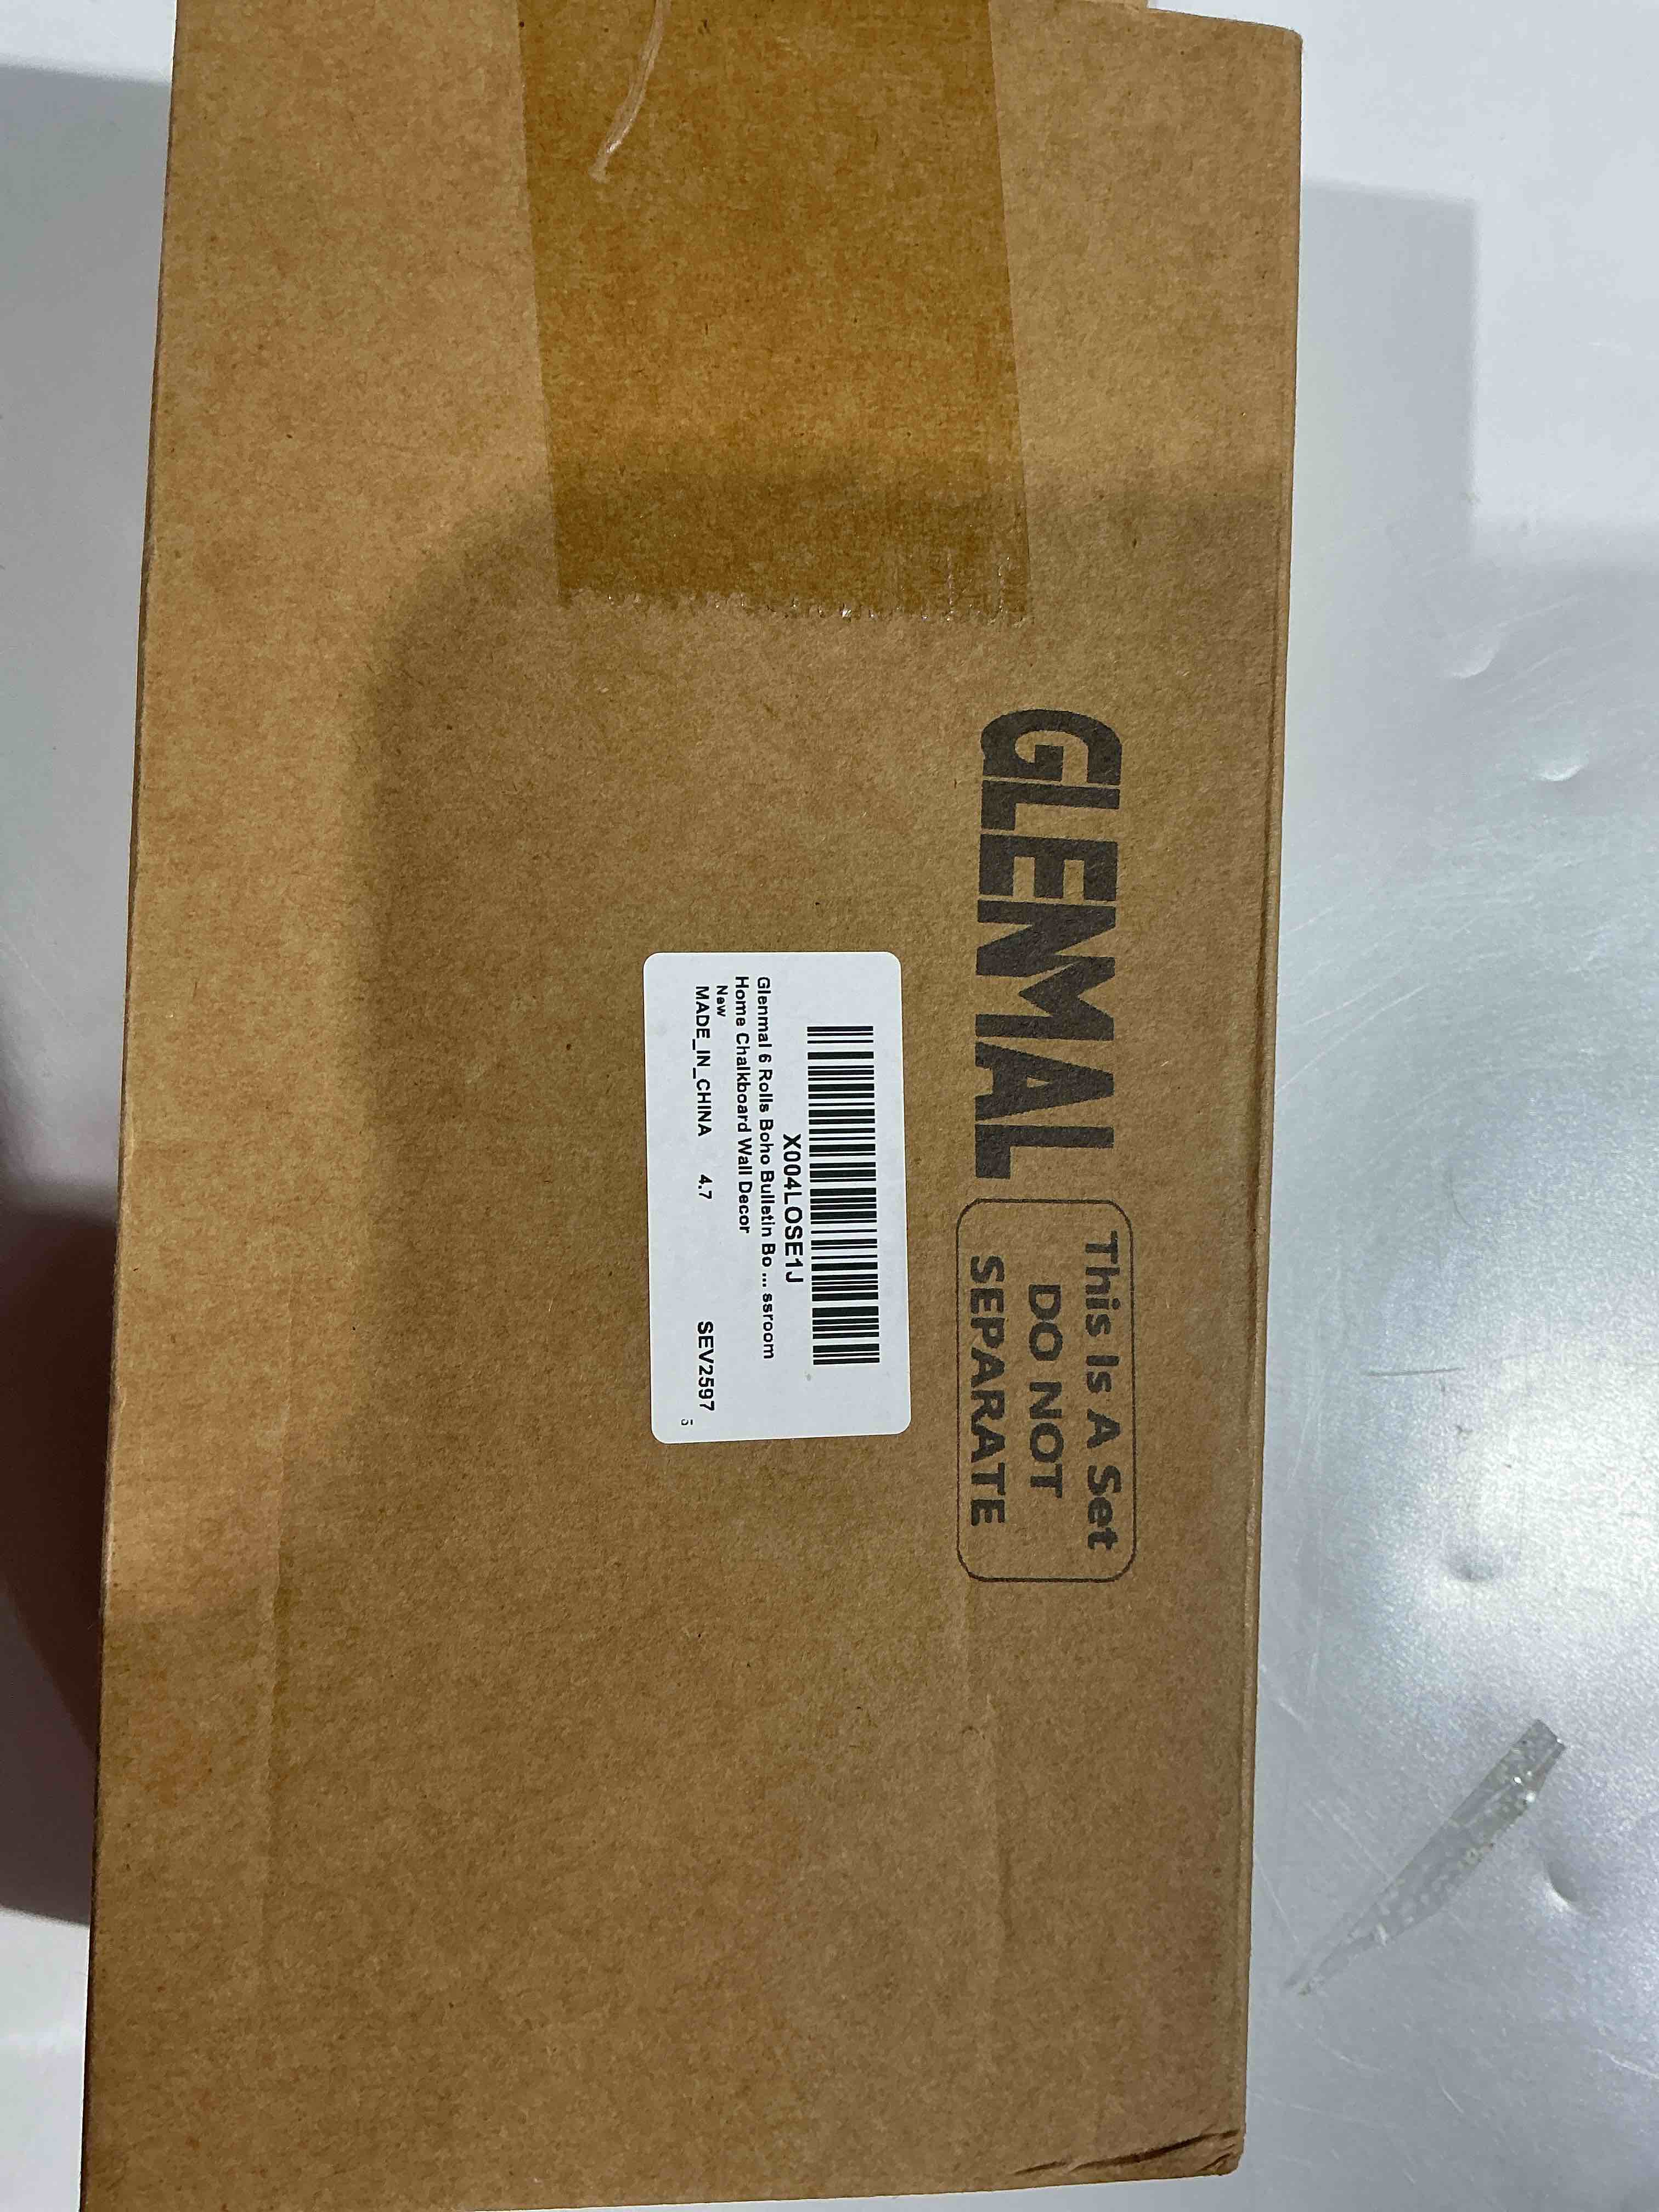 GLENMAL
This Is A Set
DO NOT
SEPARATE
X004LOSE1J
Glenmal 6 Rolls Boho Bulletin Bo ... ssroom
Home Chalkboard Wall Decor
New
MADE_IN_CHINA 4.7 SEV2597